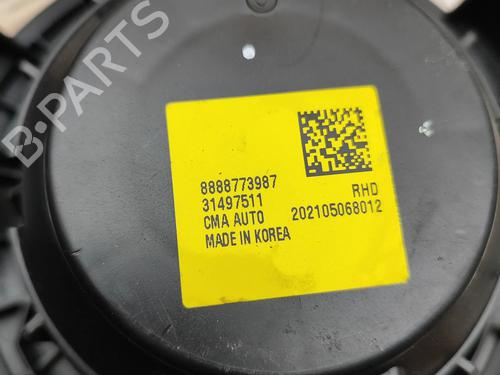 B-PARTS
8888773987
31497511
RHD
CMA AUTO
202105068012
MADE IN KOREA